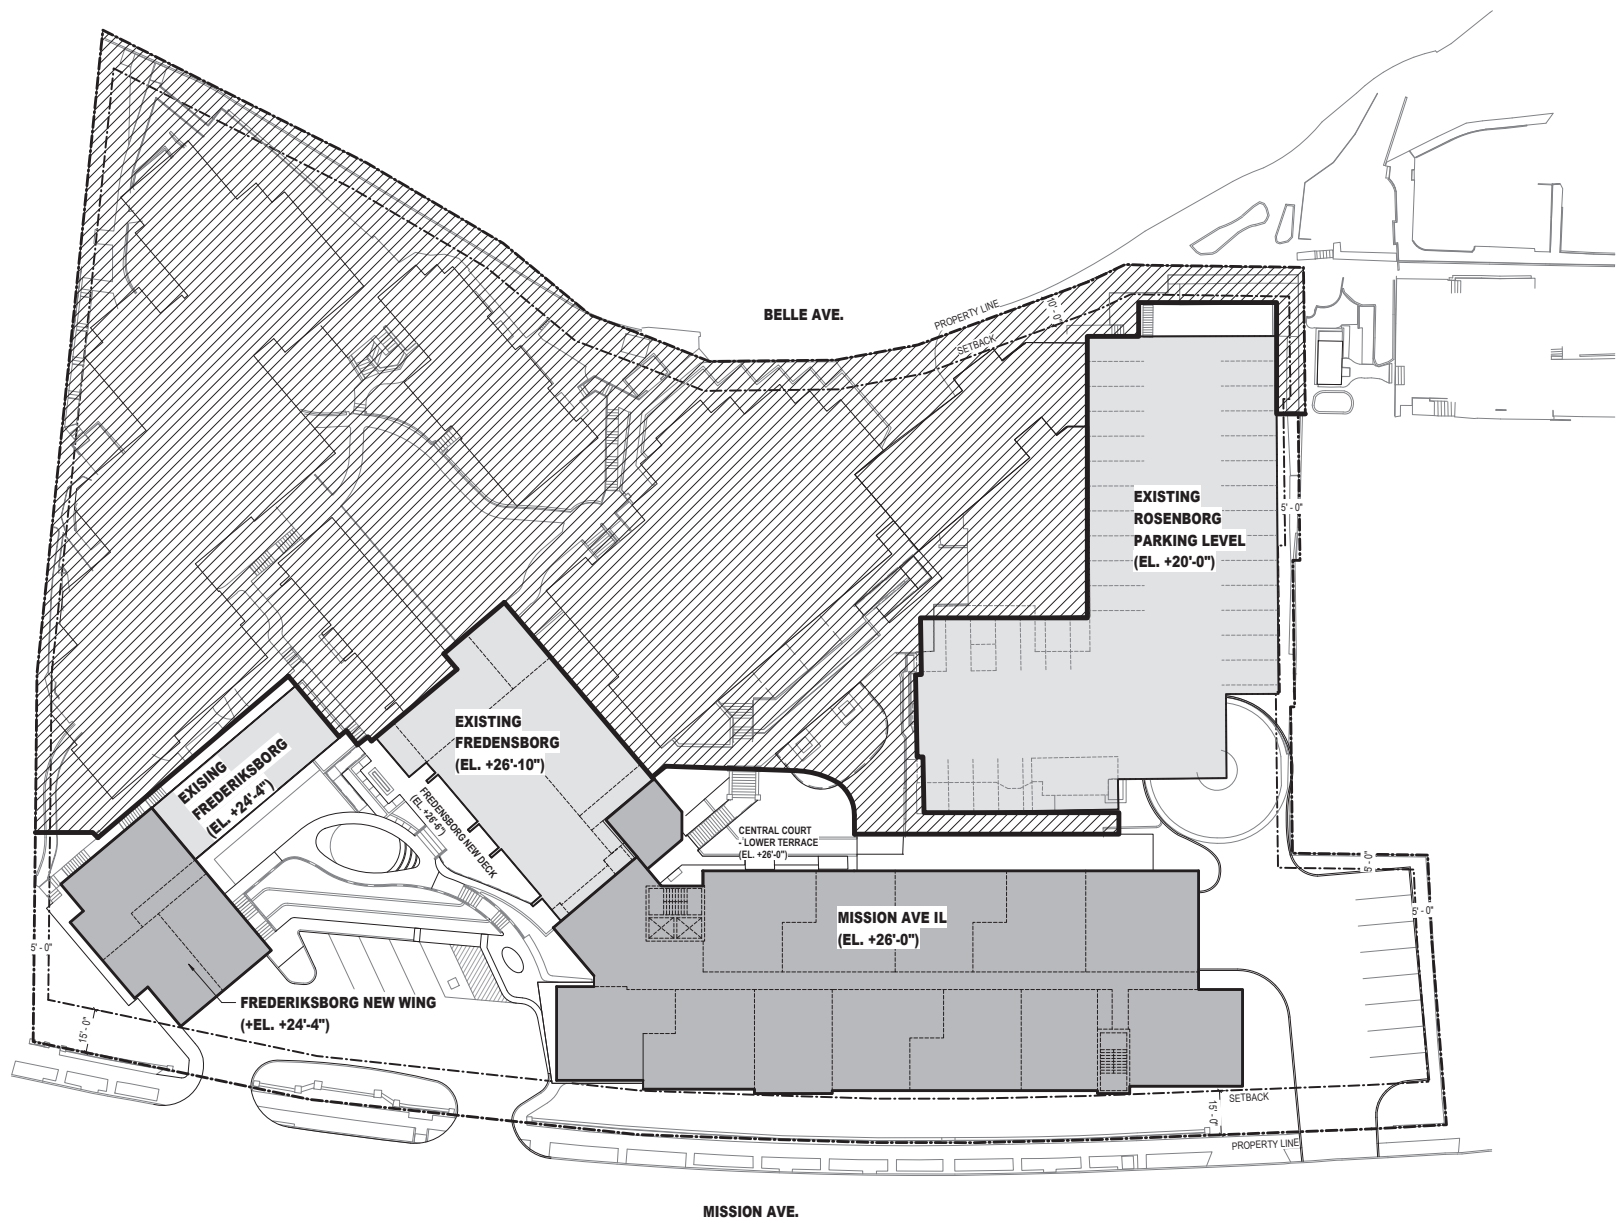 BELLE AVE.
PROPERTY LINE
SETBACK
10' - 0"
EXISTING
ROSENBORG
PARKING LEVEL
(EL. +20'-0")
5' - 0"
EXISTING
FREDENSBORG
(EL. +26'-10")
EXISING
FREDERIKSBORG
(EL. +24'-4")
FREDENSBORG NEW DECK
(EL. +26'-6")
CENTRAL COURT
- LOWER TERRACE
(EL. +26'-0")
5' - 0"
5' - 0"
MISSION AVE IL
(EL. +26'-0")
5' - 0"
FREDERIKSBORG NEW WING
(+EL. +24'-4")
15' - 0"
SETBACK
15' - 0"
PROPERTY LINE
MISSION AVE.